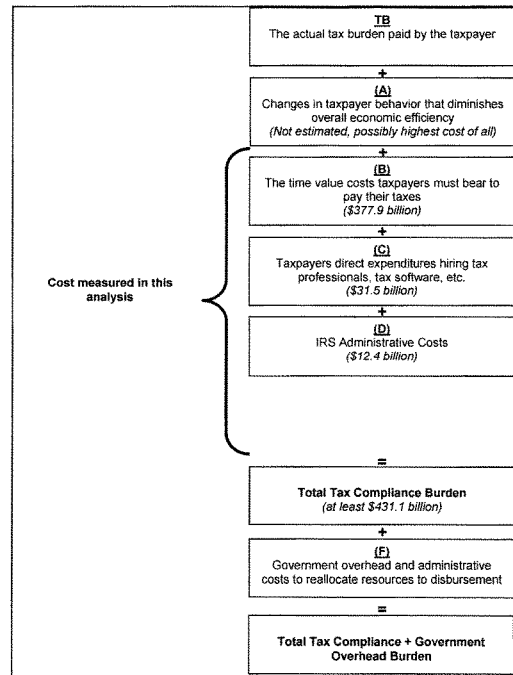 TB
The actual tax burden paid by the taxpayer
+
(A)
Changes in taxpayer behavior that diminishes
overall economic efficiency
(Not estimated, possibly highest cost of all)
+
(B)
The time value costs taxpayers must bear to
pay their taxes
($377.9 billion)
+
(C)
Taxpayers direct expenditures hiring tax
professionals, tax software, etc.
($31.5 billion)
+
(D)
IRS Administrative Costs
($12.4 billion)
Cost measured in this
analysis
=
Total Tax Compliance Burden
(at least $431.1 billion)
+
(F)
Government overhead and administrative
costs to reallocate resources to disbursement
=
Total Tax Compliance + Government
Overhead Burden